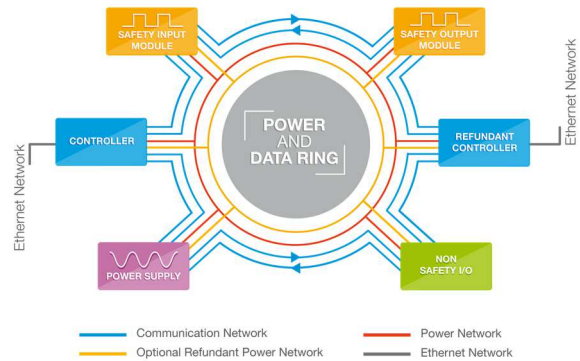 SAFETY INPUT
MODULE
SAFETY OUTPUT
MODULE
CONTROLLER
POWER
AND
DATA RING
REFUNDANT
CONTROLLER
Ethernet Network
Ethernet Network
POWER SUPPLY
NON
SAFETY I/O
Communication Network
Power Network
Optional Refundant Power Network
Ethernet Network